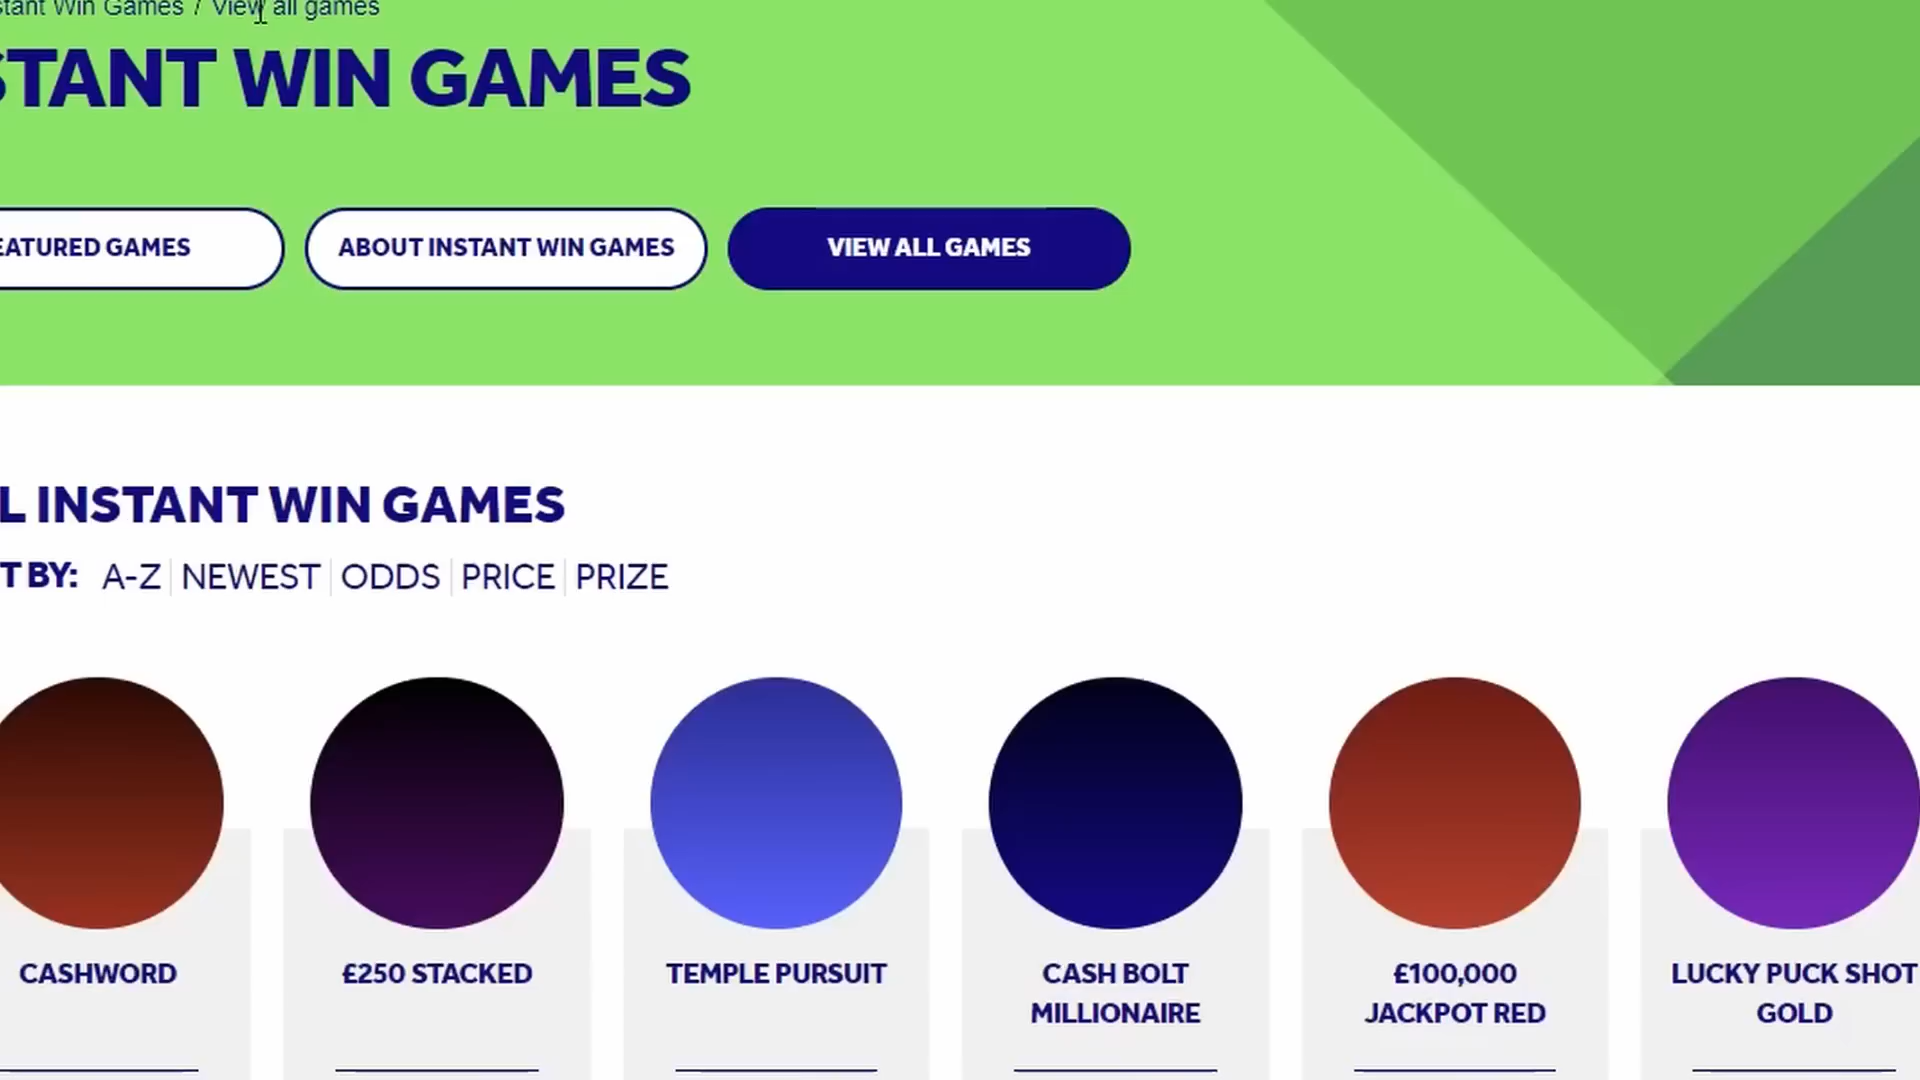 stant Win Games / View all games
STANT WIN GAMES
EATURED GAMES
ABOUT INSTANT WIN GAMES
VIEW ALL GAMES
L INSTANT WIN GAMES
T BY: A-Z NEWEST ODDS PRICE PRIZE
CASHWORD
£250 STACKED
TEMPLE PURSUIT
CASH BOLT
MILLIONAIRE
£100,000
JACKPOT RED
LUCKY PUCK SHOT
GOLD